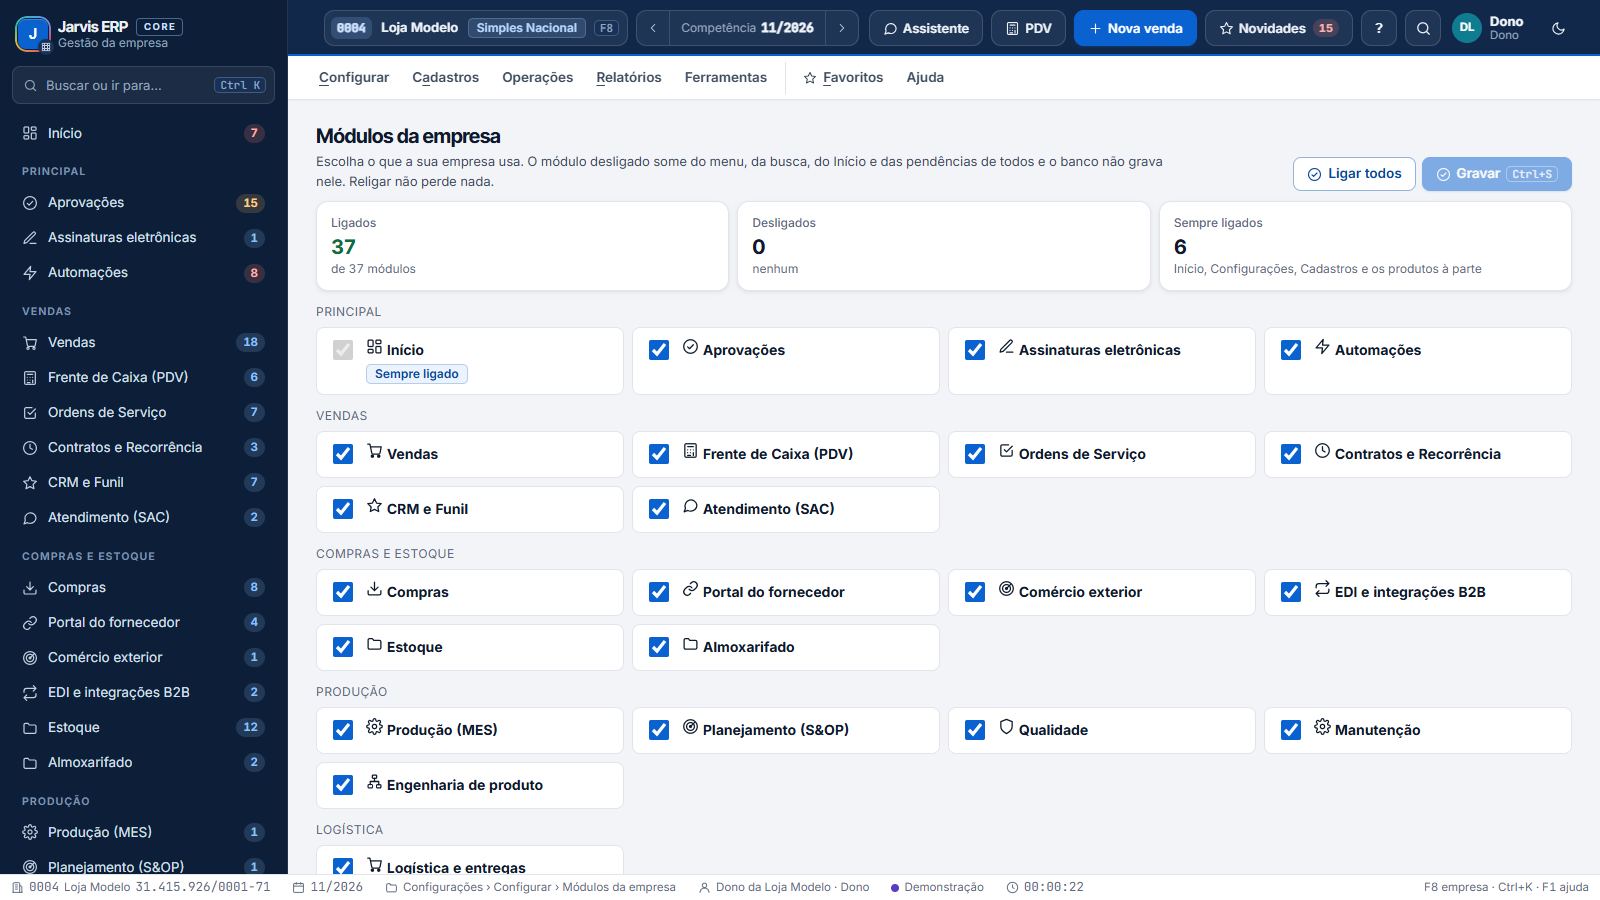 Jarvis ERP CORE
Gestão da empresa
Buscar ou ir para... Ctrl K
Início 7
PRINCIPAL
Aprovações 15
Assinaturas eletrônicas 1
Automações 8
VENDAS
Vendas 18
Frente de Caixa (PDV) 6
Ordens de Serviço 7
Contratos e Recorrência 3
CRM e Funil 7
Atendimento (SAC) 2
COMPRAS E ESTOQUE
Compras 8
Portal do fornecedor 4
Comércio exterior 1
EDI e integrações B2B 2
Estoque 12
Almoxarifado 2
PRODUÇÃO
Produção (MES) 1
Planejamento (S&OP) 1
0004 Loja Modelo Simples Nacional F8
Competência 11/2026
Assistente
PDV
Nova venda
Novidades 15
?
DL
Dono
Dono
Configurar Cadastros Operações Relatórios Ferramentas Favoritos Ajuda
Módulos da empresa
Escolha o que a sua empresa usa. O módulo desligado some do menu, da busca, do Início e das pendências de todos e o banco não grava
nele. Religar não perde nada.
Ligar todos
Gravar Ctrl+S
Ligados
37
de 37 módulos
Desligados
0
nenhum
Sempre ligados
6
Início, Configurações, Cadastros e os produtos à parte
PRINCIPAL
Início
Sempre ligado
Aprovações
Assinaturas eletrônicas
Automações
VENDAS
Vendas
Frente de Caixa (PDV)
Ordens de Serviço
Contratos e Recorrência
CRM e Funil
Atendimento (SAC)
COMPRAS E ESTOQUE
Compras
Portal do fornecedor
Comércio exterior
EDI e integrações B2B
Estoque
Almoxarifado
PRODUÇÃO
Produção (MES)
Planejamento (S&OP)
Qualidade
Manutenção
Engenharia de produto
LOGÍSTICA
Logística e entregas
0004 Loja Modelo 31.415.926/0001-71
11/2026
Configurações › Configurar › Módulos da empresa
Dono da Loja Modelo · Dono
Demonstração
00:00:22
F8 empresa · Ctrl+K · F1 ajuda
J